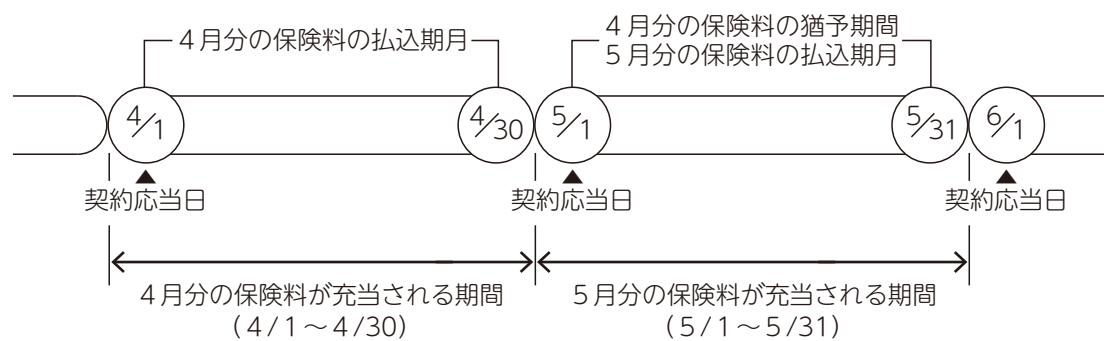 4月分の保険料の払込期月
4月分の保険料の猶予期間
5月分の保険料の払込期月
4/1
4/30
5/1
5/31
6/1
契約応当日
契約応当日
契約応当日
4月分の保険料が充当される期間
(4/1～4/30)
5月分の保険料が充当される期間
(5/1～5/31)